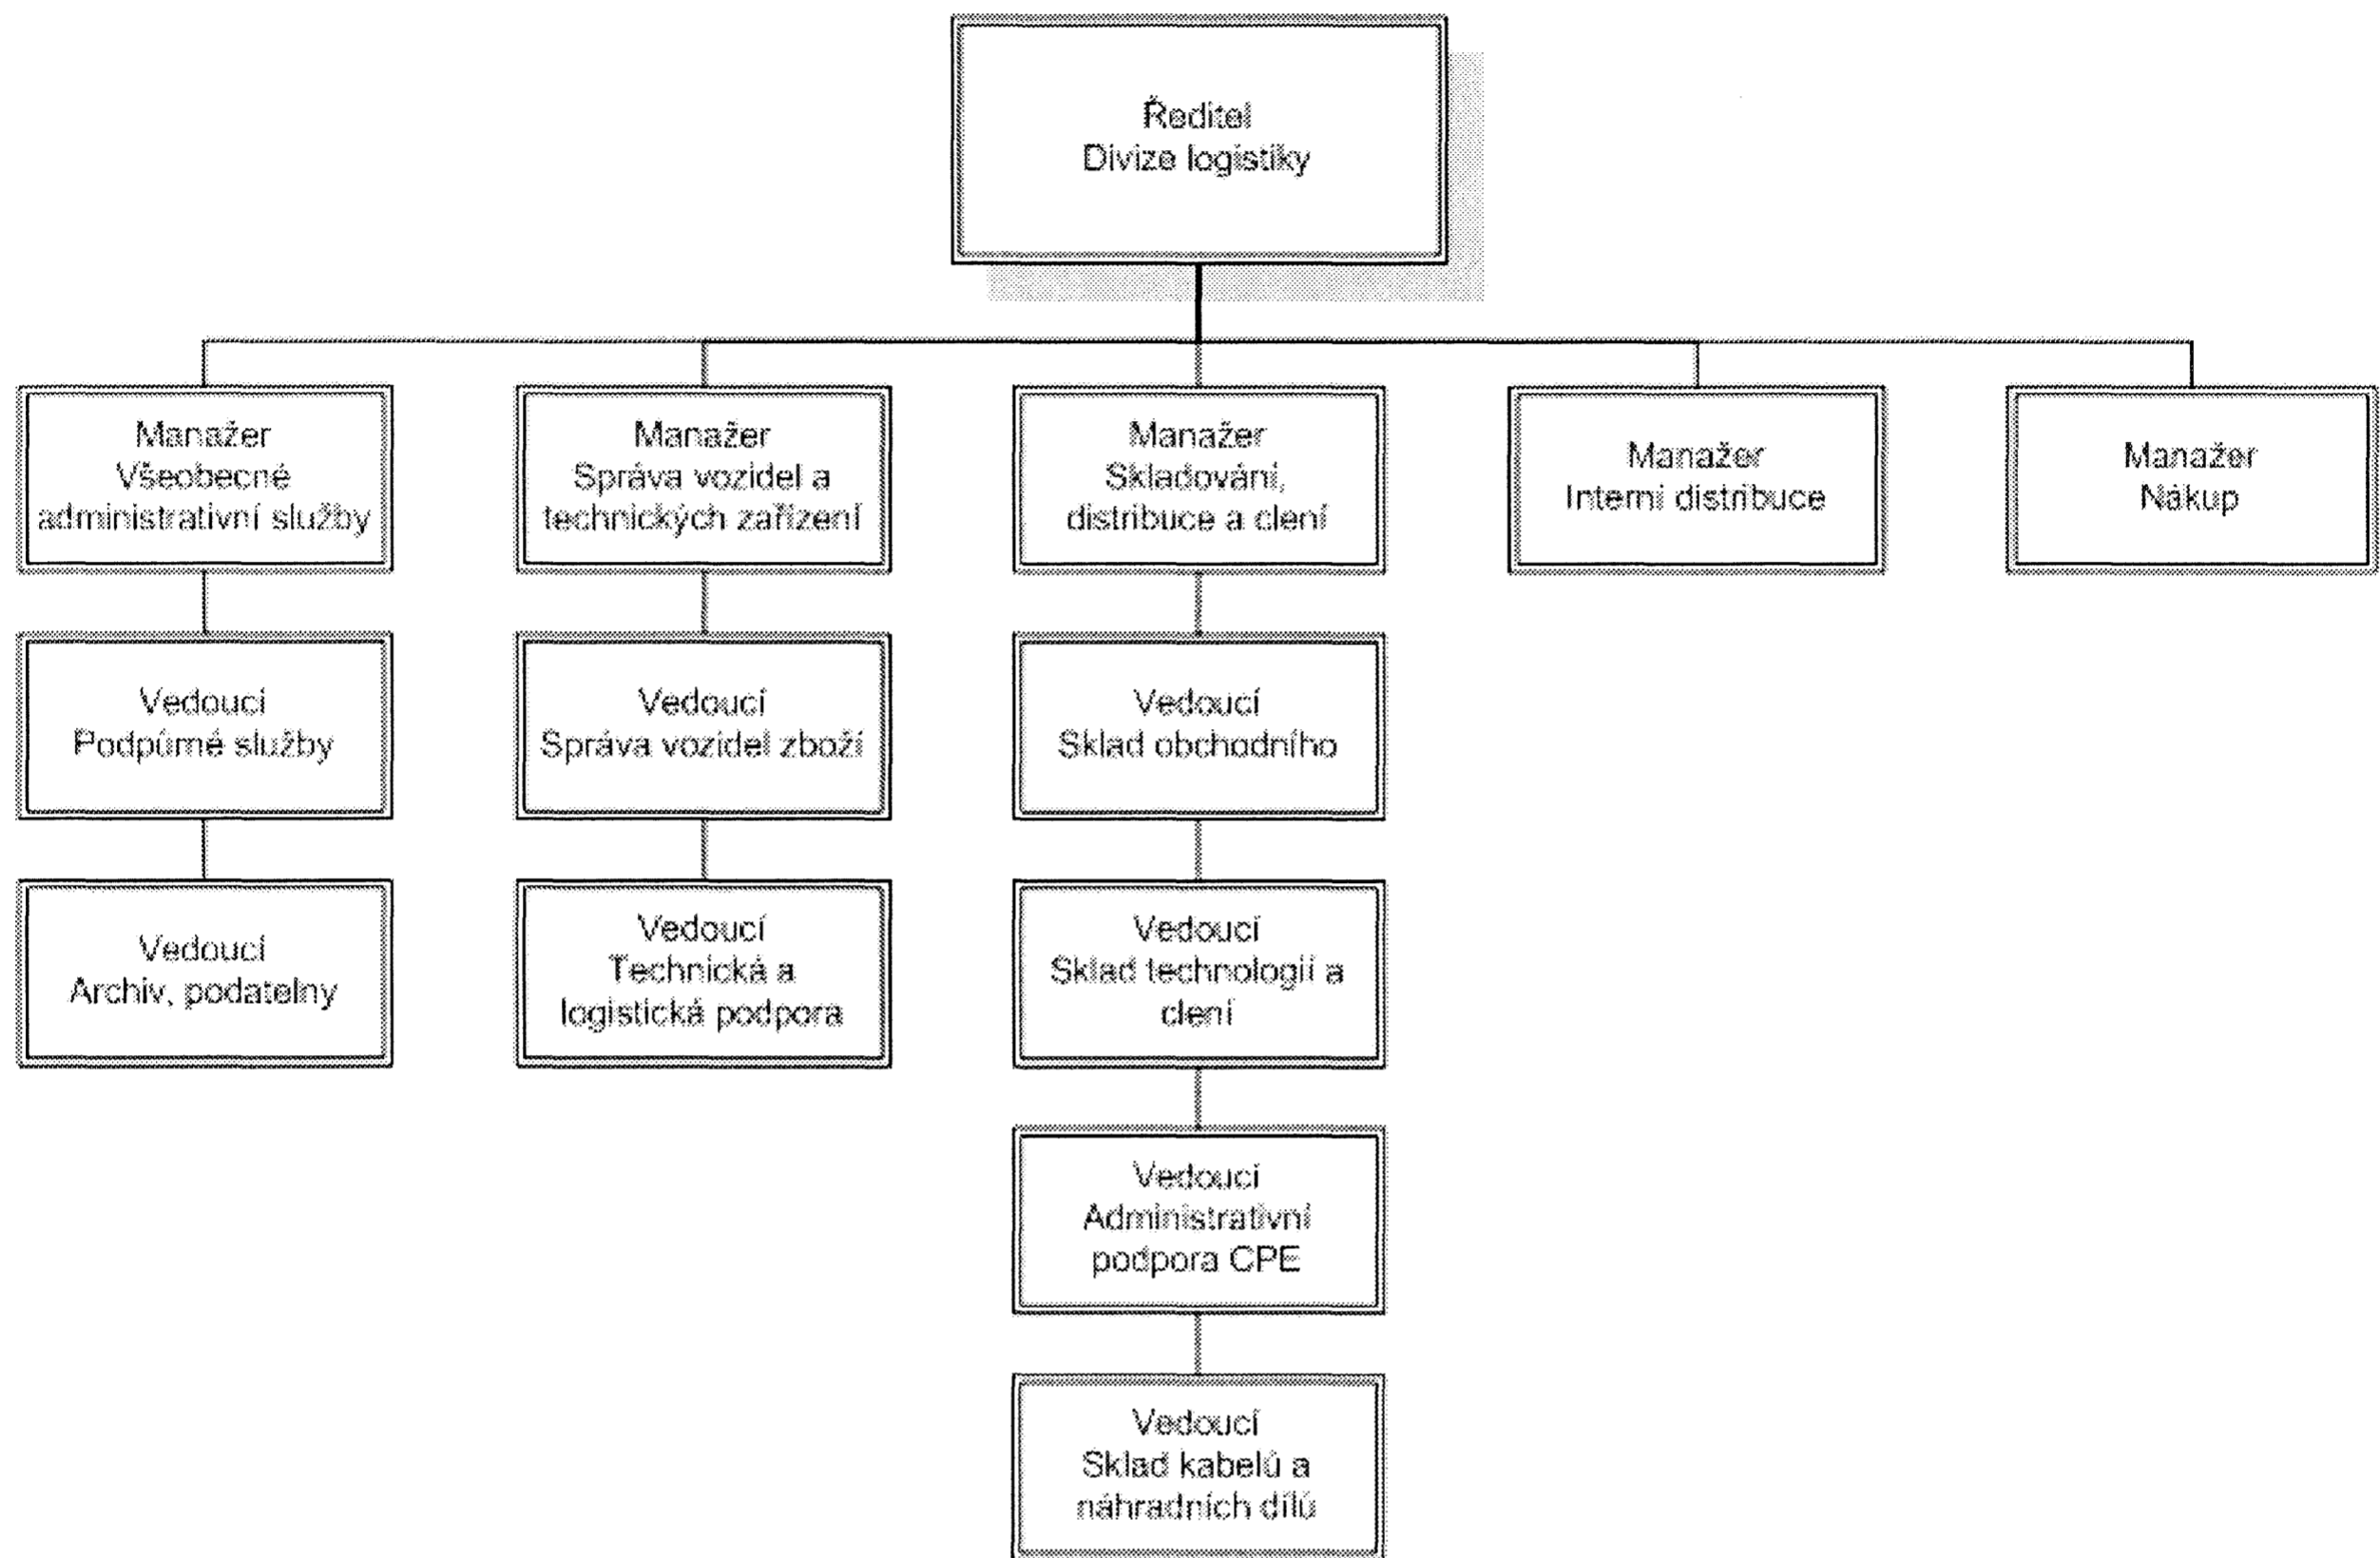 Ředitel
Divize logistiky
Manažer
Všeobecné
administrativní služby
Manažer
Správa vozidel a
technických zařízení
Manažer
Skladování,
distribuce a clení
Manažer
Interní distribuce
Manažer
Nákup
Vedoucí
Podpůrné služby
Vedoucí
Správa vozidel zboží
Vedoucí
Sklad obchodního
Vedoucí
Archiv, podatelny
Vedoucí
Technická a
logistická podpora
Vedoucí
Sklad technologií a
clení
Vedoucí
Administrativní
podpora CPE
Vedoucí
Sklad kabelů a
náhradních dílů